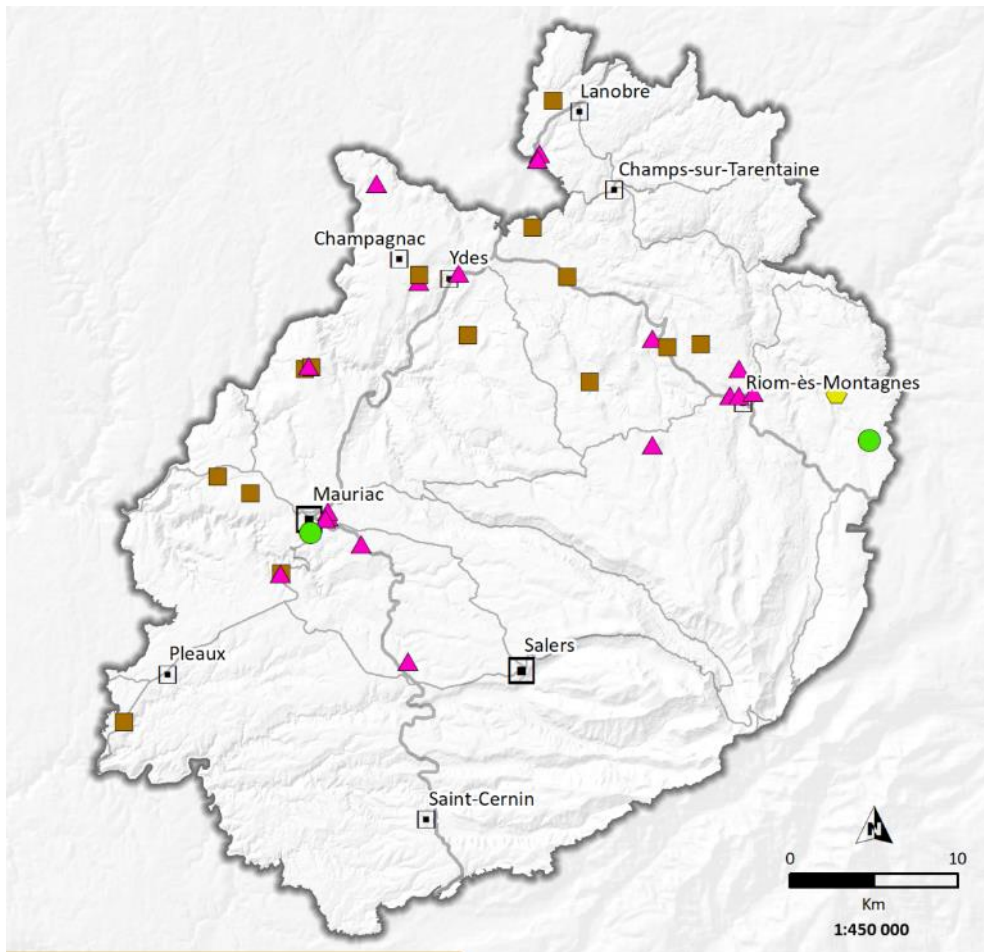 Lanobre
Champs-sur-Tarentaine
Champagnac
Ydes
Riom-ès-Montagnes
Mauriac
Salers
Pleaux
Saint-Cernin
N
0 10
Km
1:450 000